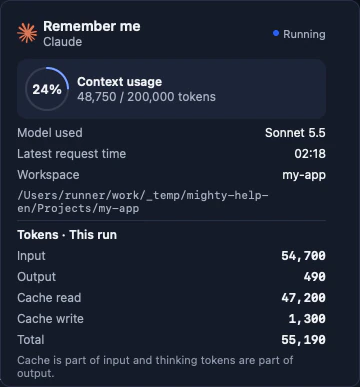 Remember me
Claude
Running
24%
Context usage
48,750 / 200,000 tokens
Model used Sonnet 5.5
Latest request time 02:18
Workspace my-app
/Users/runner/work/_temp/mighty-help-
en/Projects/my-app
Tokens · This run
Input 54,700
Output 490
Cache read 47,200
Cache write 1,300
Total 55,190
Cache is part of input and thinking tokens are part of
output.